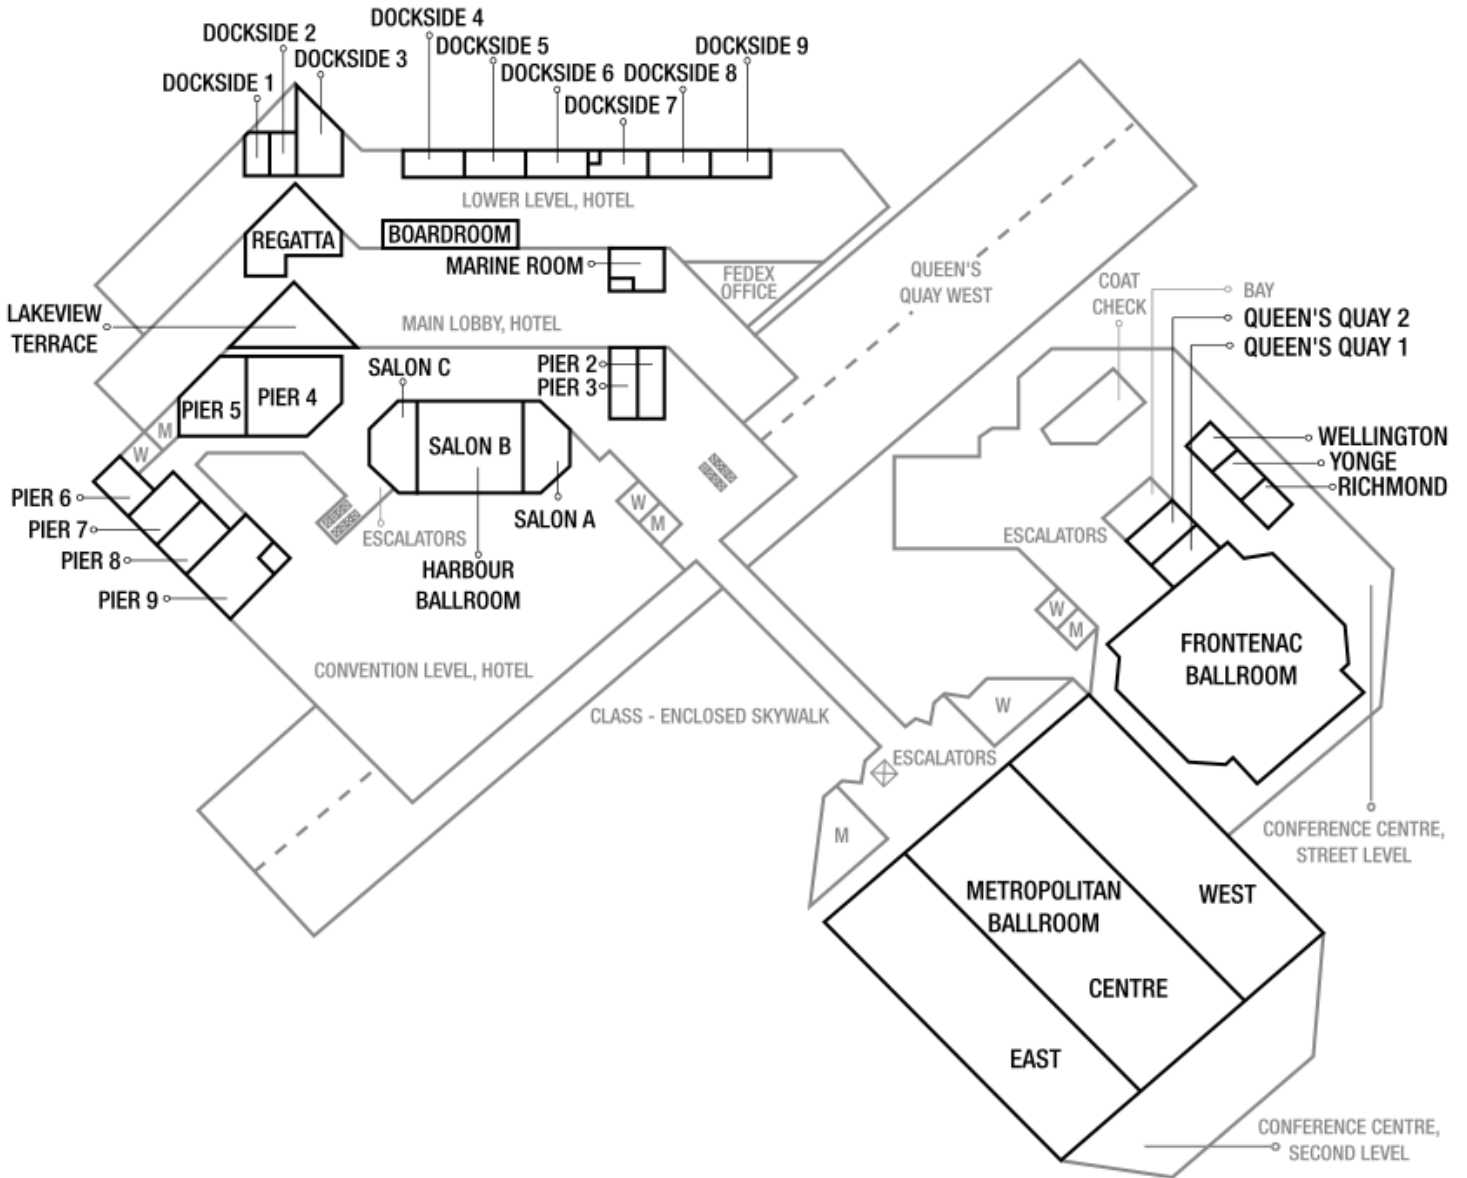 DOCKSIDE 4
DOCKSIDE 2
DOCKSIDE 5
DOCKSIDE 9
DOCKSIDE 3
DOCKSIDE 6
DOCKSIDE 8
DOCKSIDE 1
DOCKSIDE 7
LOWER LEVEL, HOTEL
REGATTA
BOARDROOM
MARINE ROOM
FEDEX
OFFICE
QUEEN'S
QUAY WEST
COAT
CHECK
BAY
LAKEVIEW
TERRACE
MAIN LOBBY, HOTEL
QUEEN'S QUAY 2
QUEEN'S QUAY 1
SALON C
PIER 2
PIER 3
PIER 5
PIER 4
M
W
SALON B
WELLINGTON
YONGE
RICHMOND
PIER 6
PIER 7
PIER 8
PIER 9
W
M
SALON A
ESCALATORS
ESCALATORS
HARBOUR
BALLROOM
W
M
FRONTENAC
BALLROOM
CONVENTION LEVEL, HOTEL
CLASS - ENCLOSED SKYWALK
W
ESCALATORS
M
CONFERENCE CENTRE,
STREET LEVEL
METROPOLITAN
BALLROOM
WEST
CENTRE
EAST
CONFERENCE CENTRE,
SECOND LEVEL